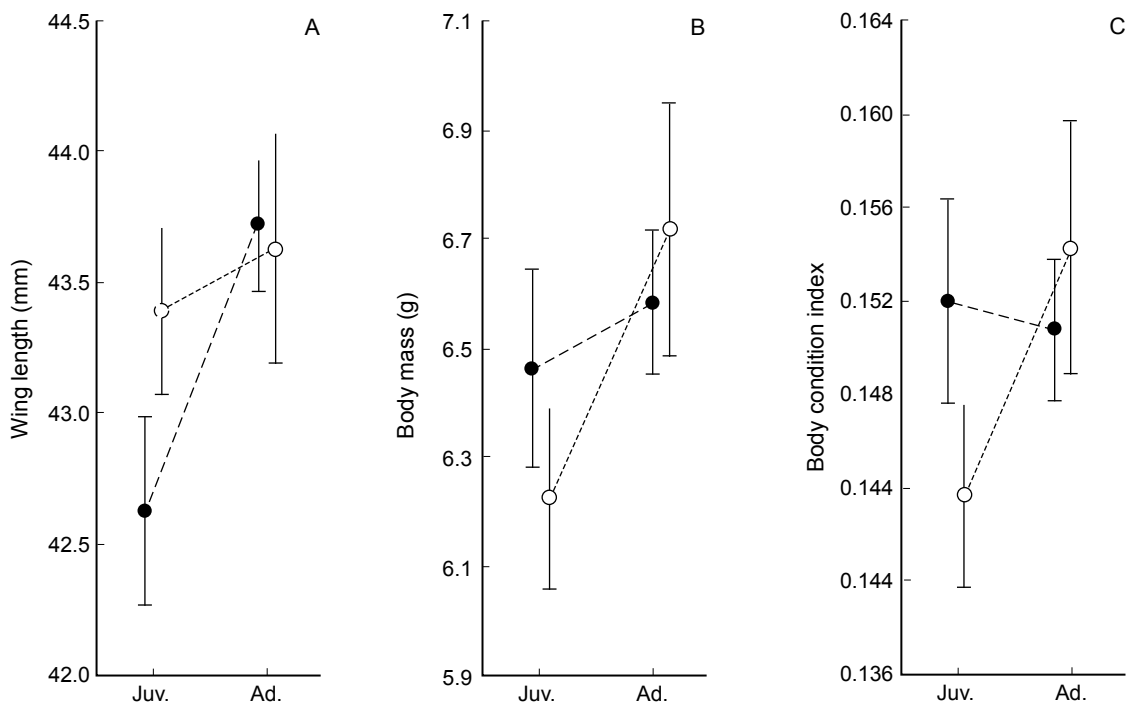 A
Wing length (mm)
44.5
44.0
43.5
43.0
42.5
42.0
Juv.
Ad.
B
Body mass (g)
7.1
6.9
6.7
6.5
6.3
6.1
5.9
Juv.
Ad.
C
Body condition index
0.164
0.160
0.156
0.152
0.148
0.144
0.144
0.136
Juv.
Ad.